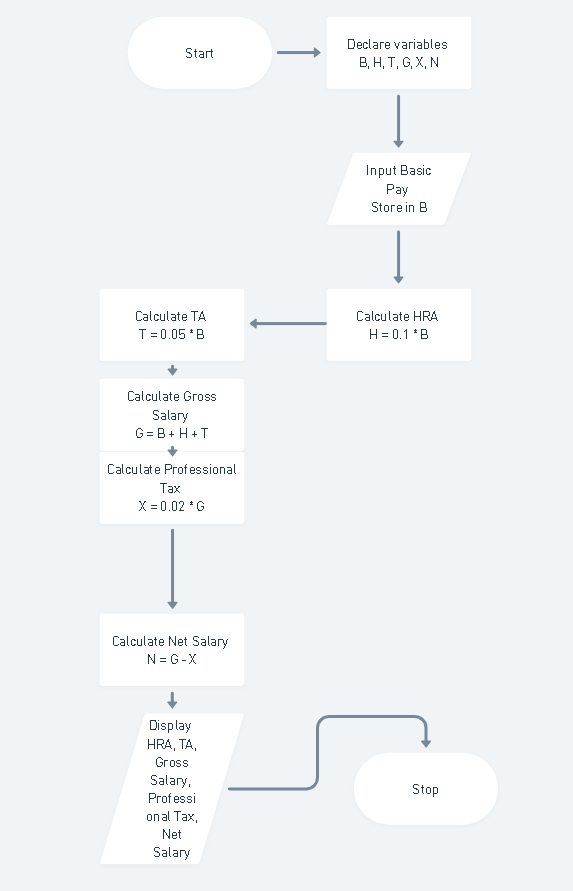 Start
Declare variables
B, H, T, G, X, N
Input Basic
Pay
Store in B
Calculate HRA
H = 0.1 * B
Calculate TA
T = 0.05 * B
Calculate Gross
Salary
G = B + H + T
Calculate Professional
Tax
X = 0.02 * G
Calculate Net Salary
N = G - X
Display
HRA, TA,
Gross
Salary,
Professi
onal Tax,
Net
Salary
Stop